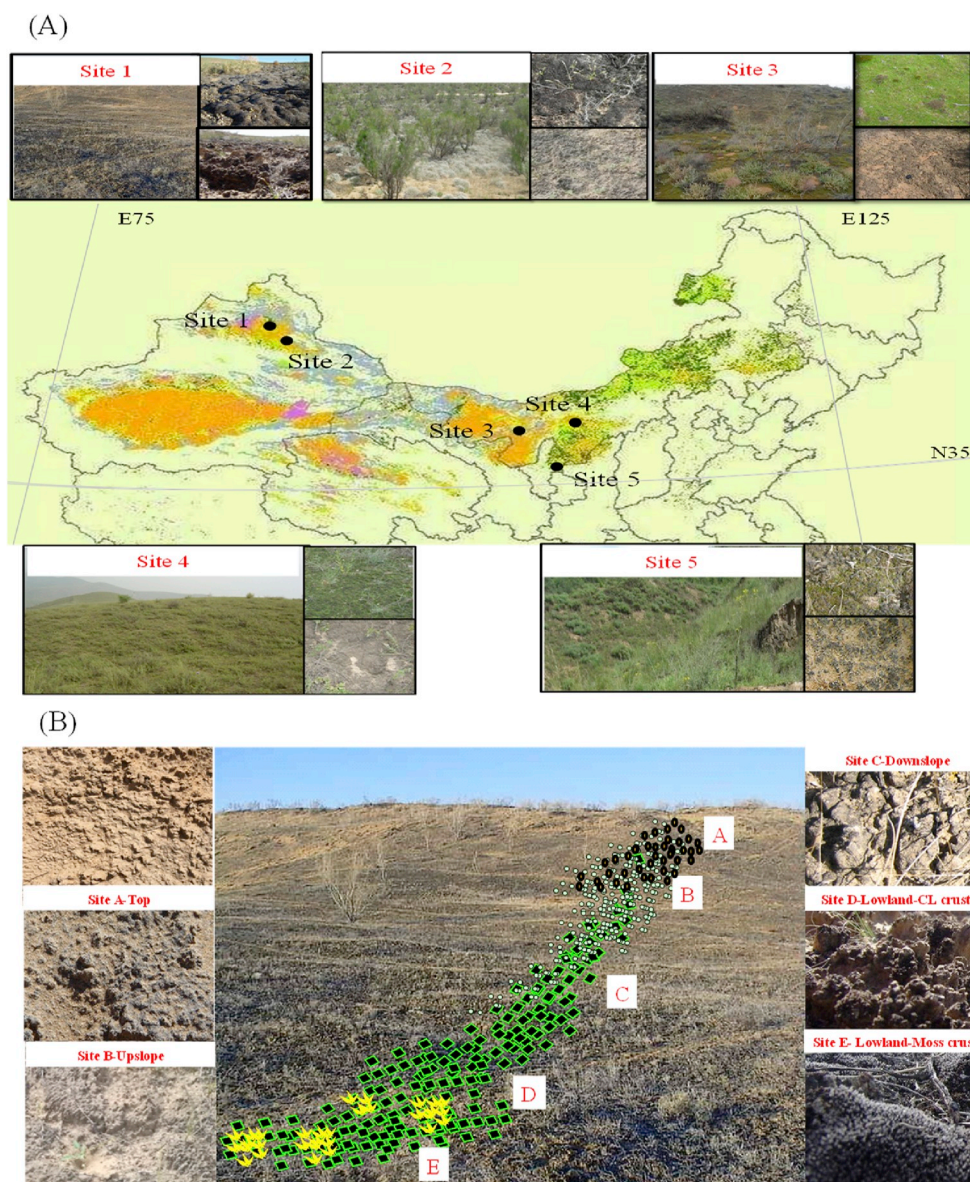 (A)
Site 1
Site 2
Site 3
E75
E125
Site 1
Site 2
Site 4
Site 3
N35
Site 5
Site 4
Site 5
(B)
Site A-Top
Site B-Upslope
A
B
C
D
E
Site C-Downslope
Site D-Lowland-CL crust
Site E- Lowland-Moss crust